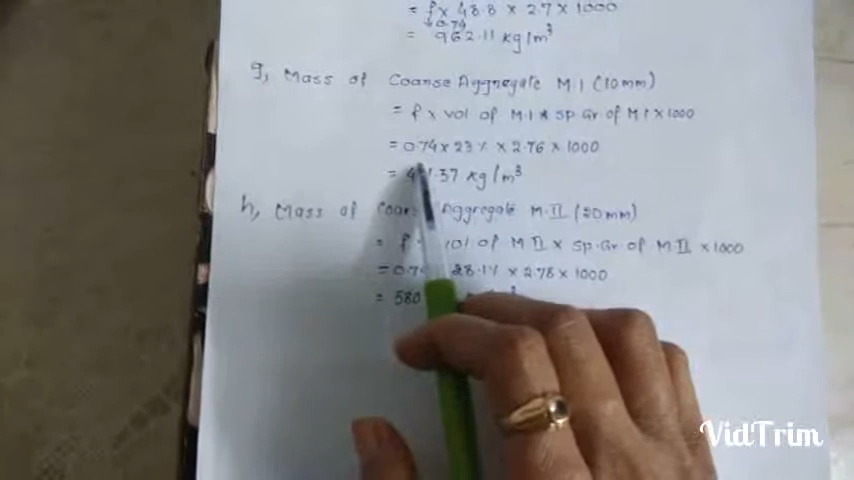 = f x 48.8 x 2.7 x 1000
0.74
= 962.11 kg/m³
g, Mass of Coarse Aggregate M.I (10mm)
= f x vol of M.I x sp.Gr of M.I x 1000
= 0.74 x 23% x 2.76 x 1000
kg/m³
h, Mass of Aggregate M.II (20mm)
= f of M II x sp.Gr of M II x 1000
28.1% x 2.78 x 1000
= 580
VidTrim